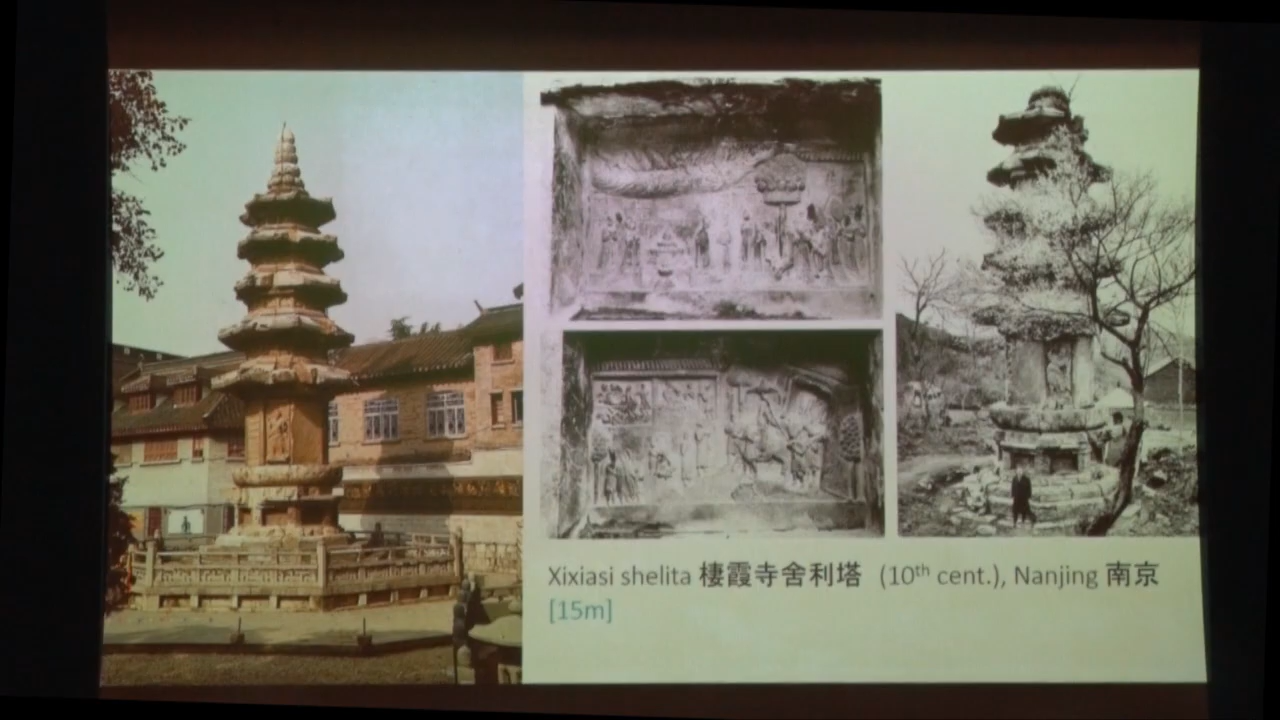 Xixiasi shelita 棲霞寺舍利塔 (10th cent.), Nanjing 南京
[15m]